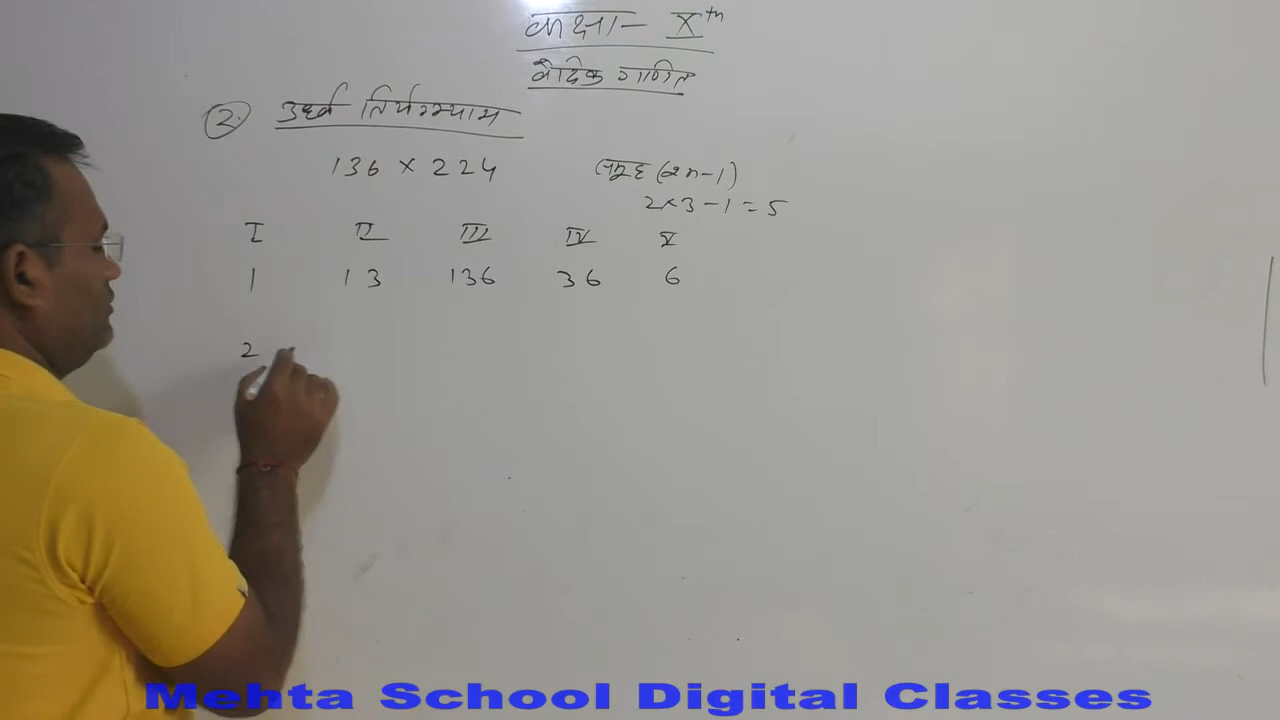 कक्षा - Xth
वैदिक गणित
2. उर्ध्व तिर्यग्भ्याम
136 × 224 समूह (2n-1)
2×3-1=5
I II III IV V
1 13 136 36 6
2
Mehta School Digital Classes